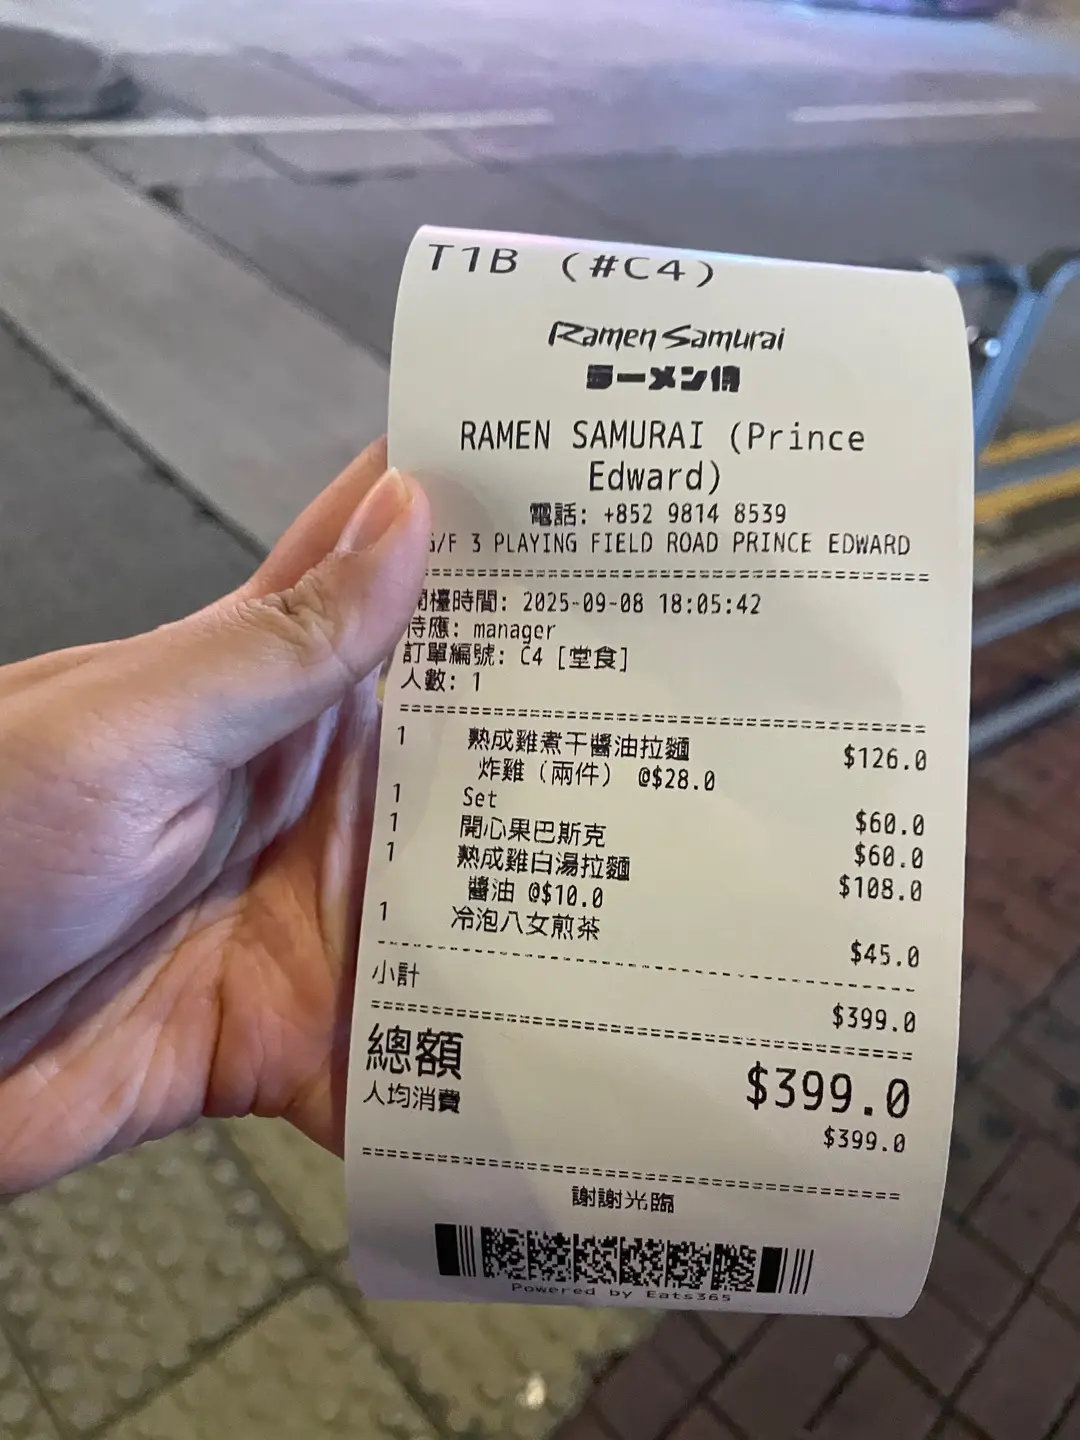 T1B (#C4)
Ramen Samurai
ラーメン侍
RAMEN SAMURAI (Prince
Edward)
電話: +852 9814 8539
G/F 3 PLAYING FIELD ROAD PRINCE EDWARD
開檯時間: 2025-09-08 18:05:42
侍應: manager
訂單編號: C4 [堂食]
人數: 1
1 熟成雞煮干醬油拉麵 $126.0
炸雞（兩件） @$28.0
1 Set $60.0
1 開心果巴斯克 $60.0
1 熟成雞白湯拉麵 $108.0
醬油 @$10.0
1 冷泡八女煎茶 $45.0
小計 $399.0
總額 $399.0
人均消費 $399.0
謝謝光臨
Powered by Eats365